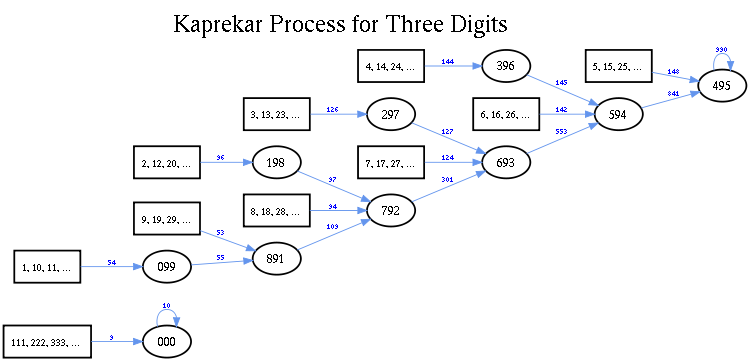 Kaprekar Process for Three Digits
990
4, 14, 24, ...
144
396
5, 15, 25, ...
148
495
145
841
3, 13, 23, ...
126
297
6, 16, 26, ...
142
594
127
553
2, 12, 20, ...
96
198
7, 17, 27, ...
124
693
97
301
9, 19, 29, ...
53
8, 18, 28, ...
94
792
109
1, 10, 11, ...
54
099
55
891
10
111, 222, 333, ...
9
000